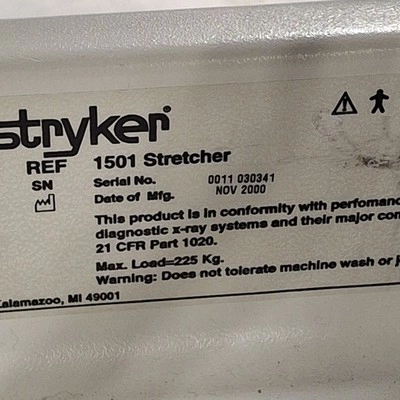 stryker
REF 1501 Stretcher
SN Serial No. 0011 030341
Date of Mfg. NOV 2000
This product is in conformity with perfomanc
diagnostic x-ray systems and their major com
21 CFR Part 1020.
Max. Load=225 Kg.
Warning: Does not tolerate machine wash or
Kalamazoo, MI 49001